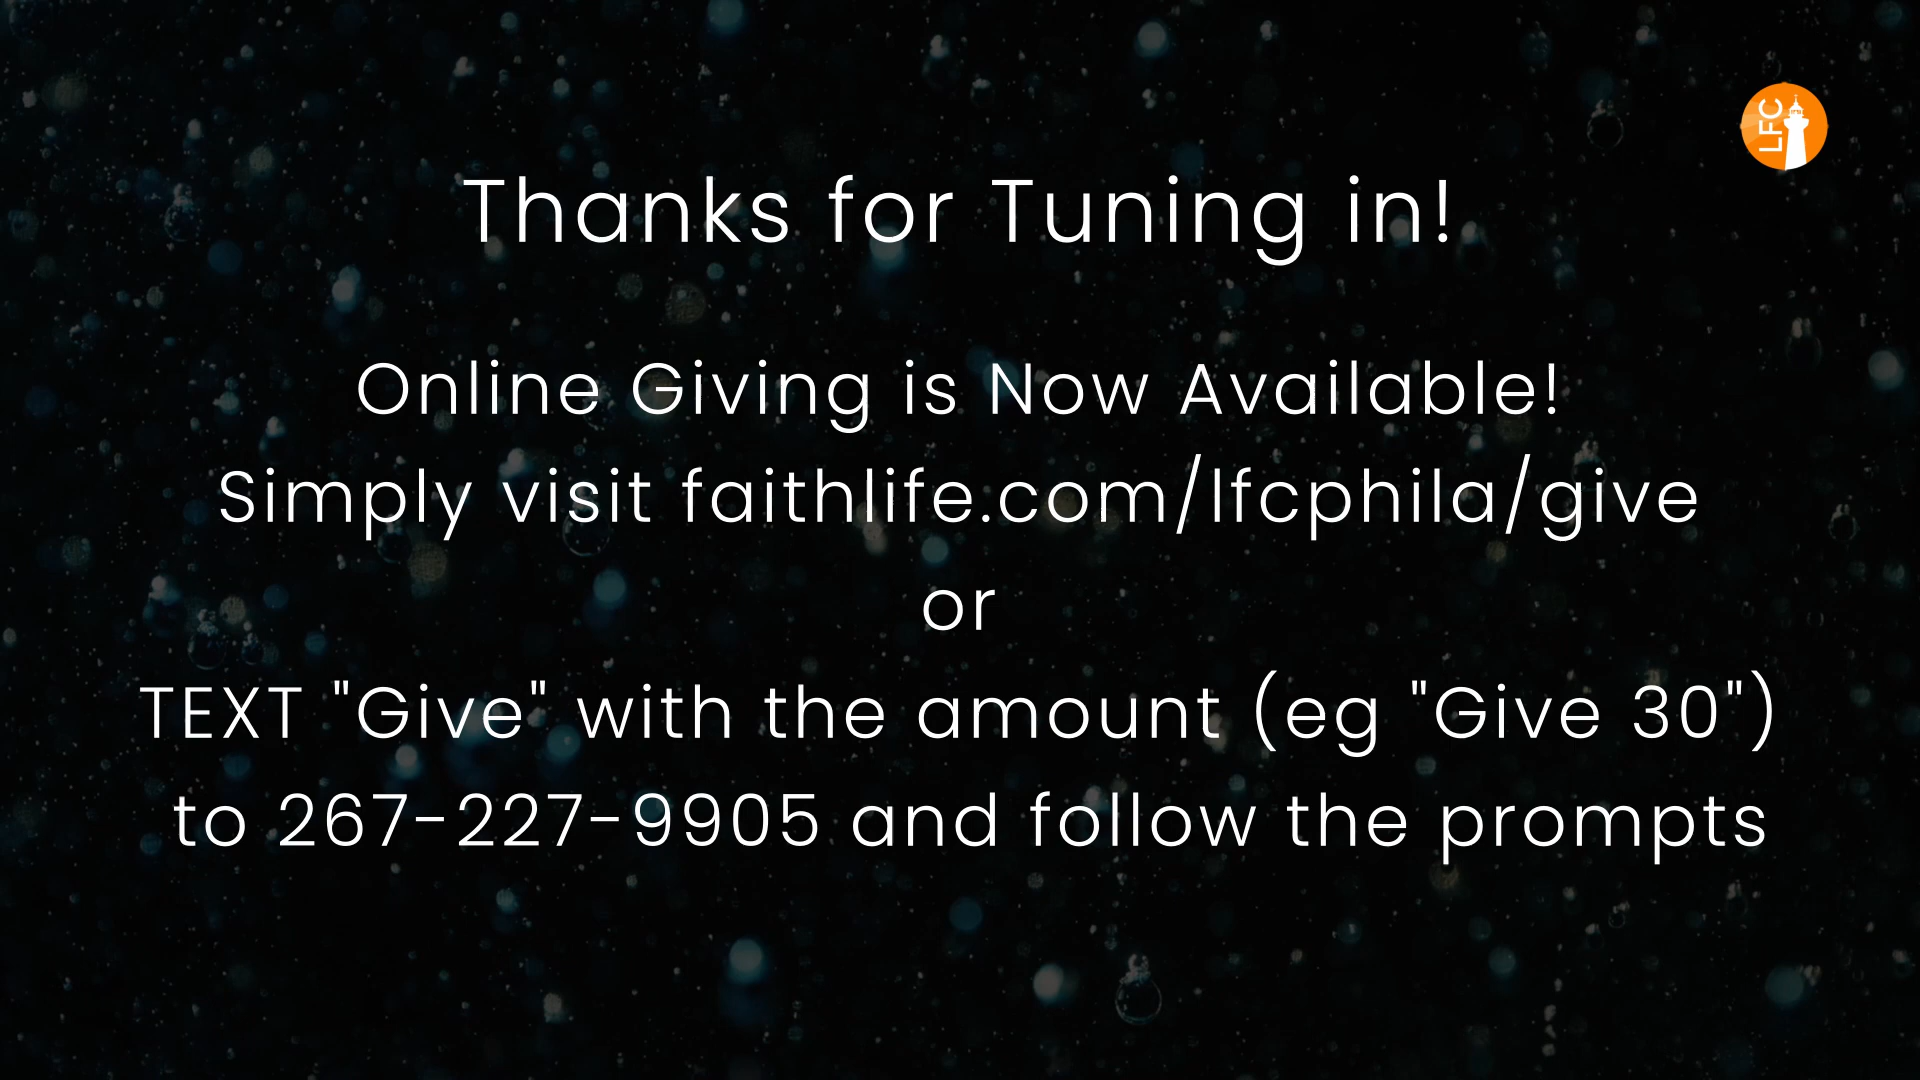 LFC
Thanks for Tuning in!
Online Giving is Now Available!
Simply visit faithlife.com/lfcphila/give
or
TEXT "Give" with the amount (eg "Give 30")
to 267-227-9905 and follow the prompts